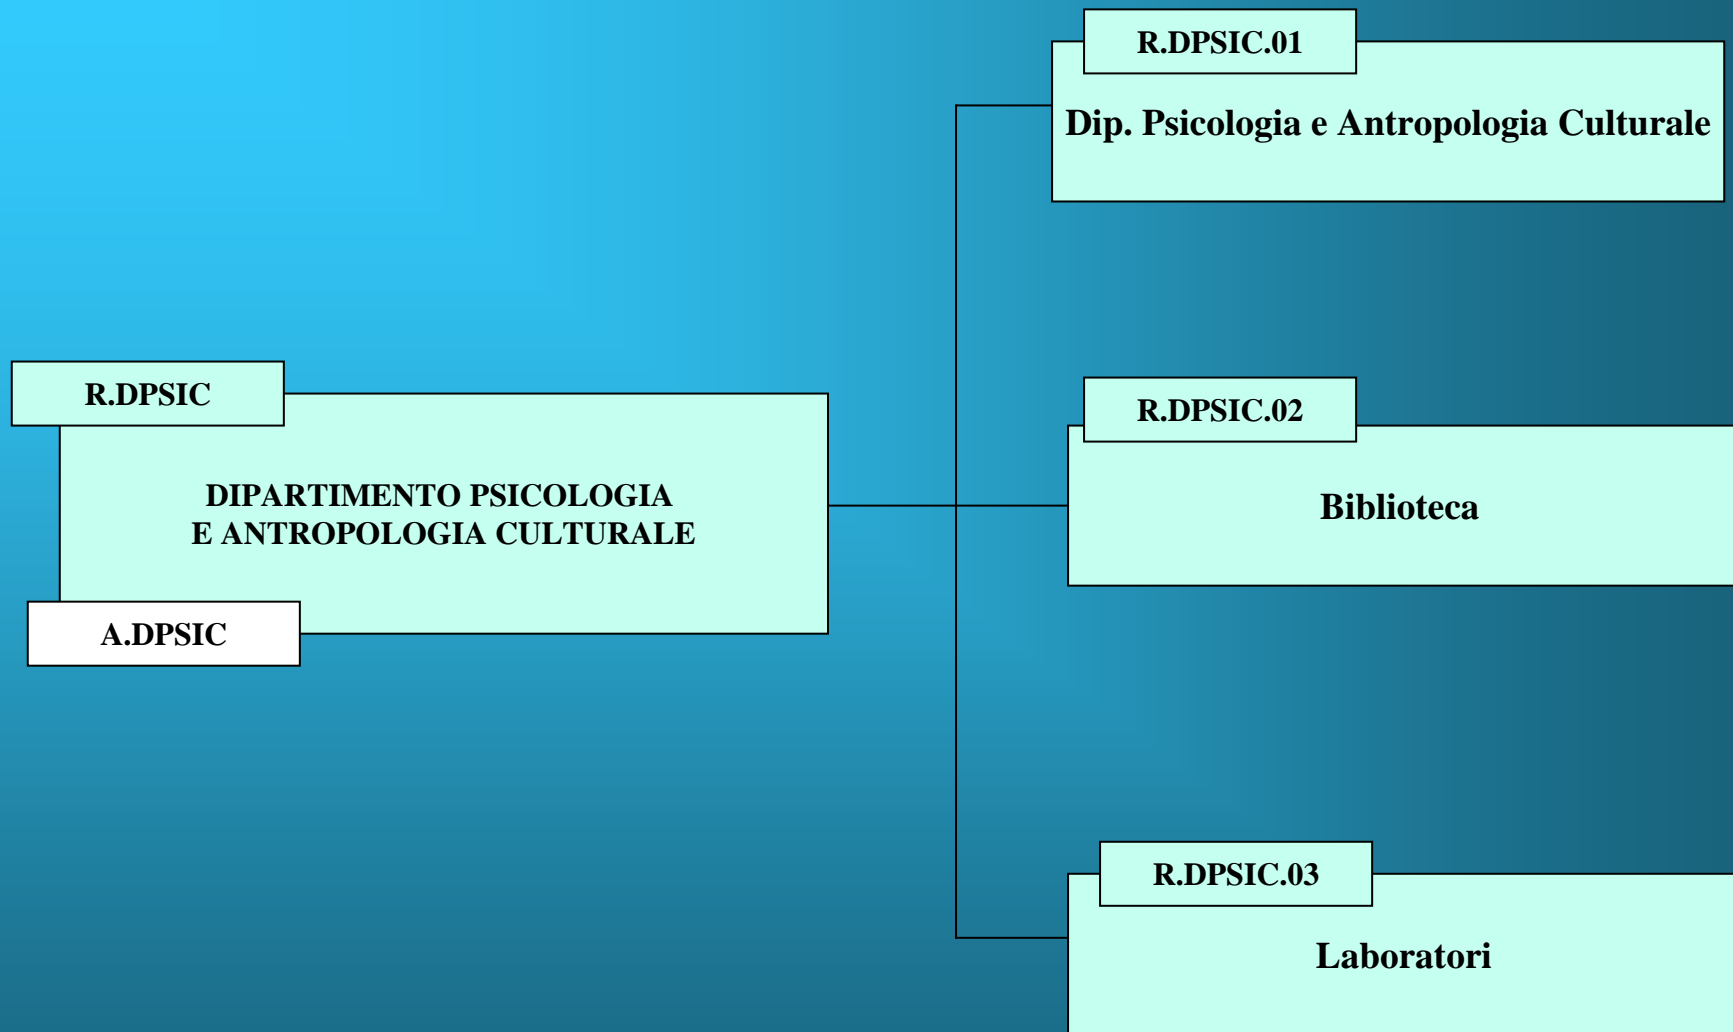 R.DPSIC.01
Dip. Psicologia e Antropologia Culturale
R.DPSIC
DIPARTIMENTO PSICOLOGIA
E ANTROPOLOGIA CULTURALE
A.DPSIC
R.DPSIC.02
Biblioteca
R.DPSIC.03
Laboratori